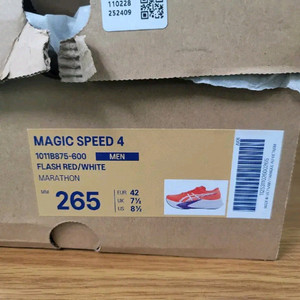 110228
252409
MAGIC SPEED 4
1011B875-600 MEN
FLASH RED/WHITE
MARATHON
265
EUR 42
UK 7½
US 8½